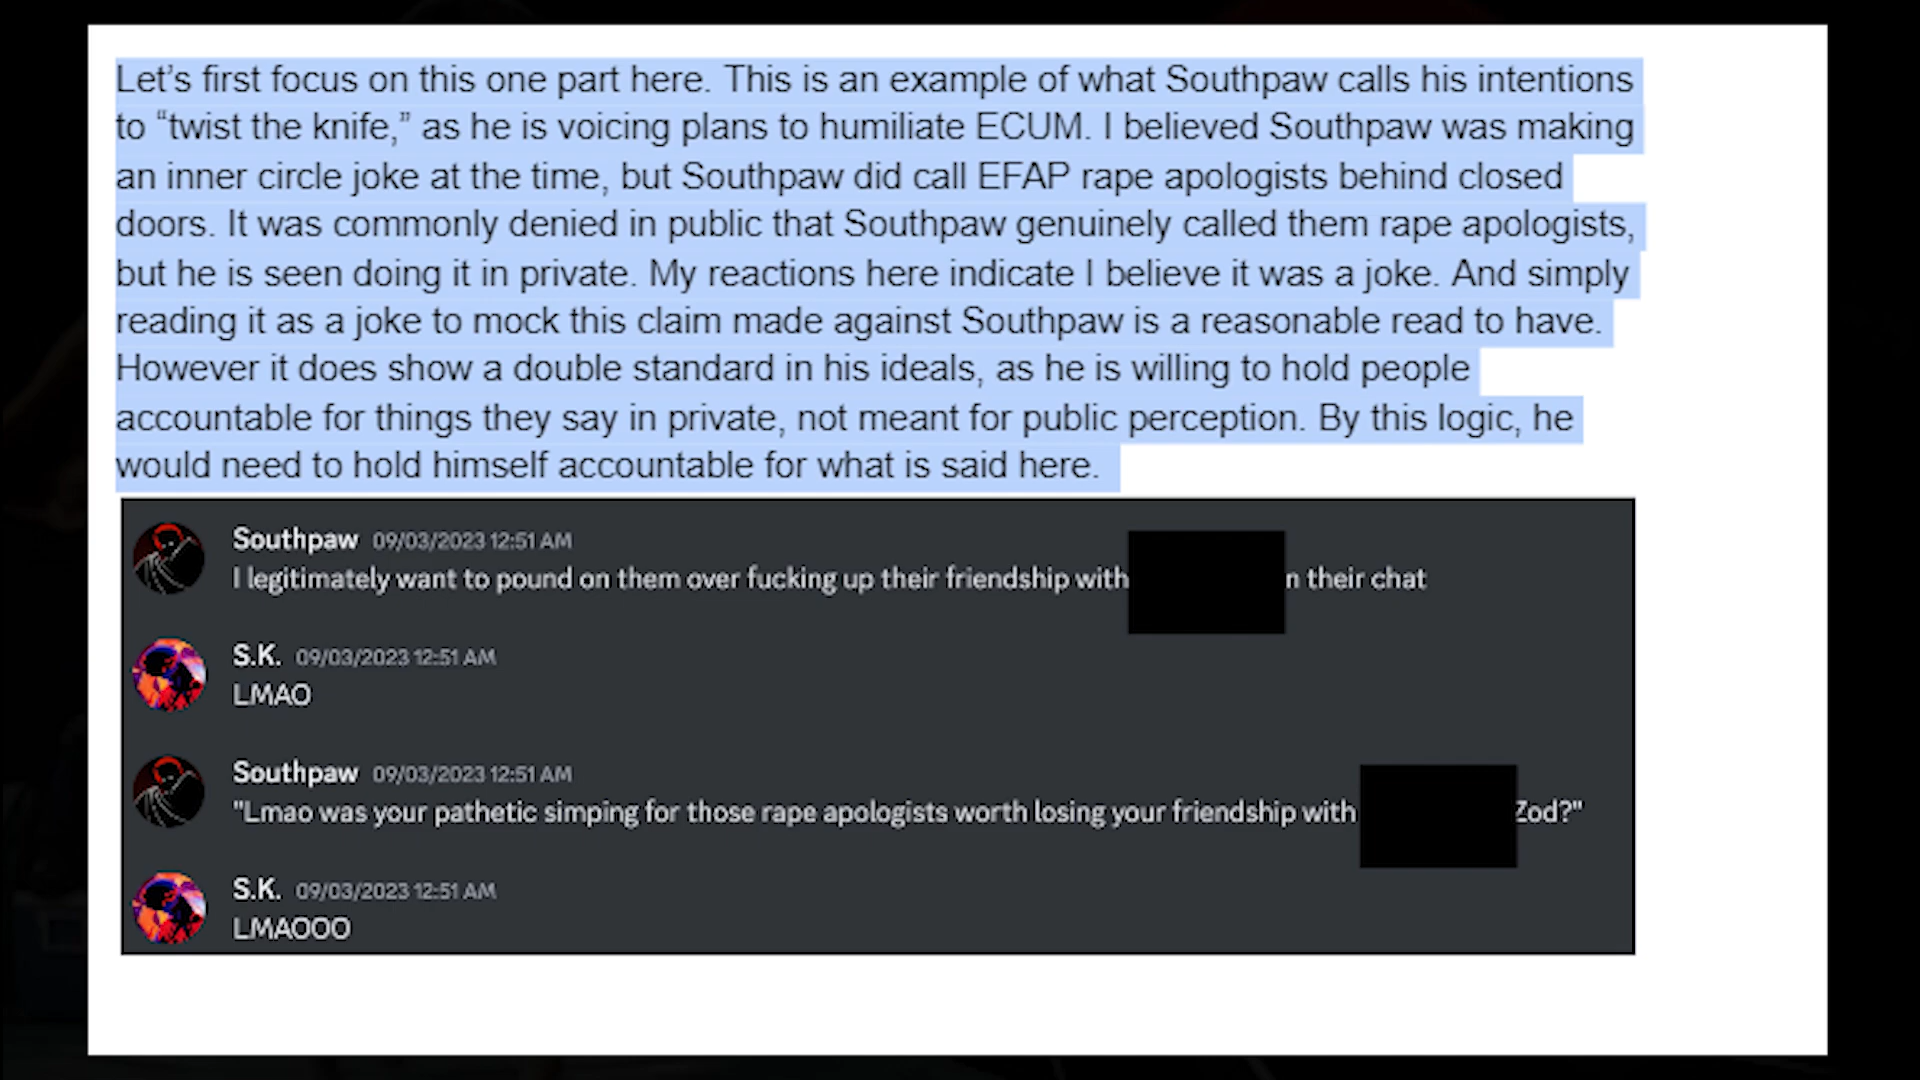 Let’s first focus on this one part here. This is an example of what Southpaw calls his intentions
to “twist the knife,” as he is voicing plans to humiliate ECUM. I believed Southpaw was making
an inner circle joke at the time, but Southpaw did call EFAP rape apologists behind closed
doors. It was commonly denied in public that Southpaw genuinely called them rape apologists,
but he is seen doing it in private. My reactions here indicate I believe it was a joke. And simply
reading it as a joke to mock this claim made against Southpaw is a reasonable read to have.
However it does show a double standard in his ideals, as he is willing to hold people
accountable for things they say in private, not meant for public perception. By this logic, he
would need to hold himself accountable for what is said here.
Southpaw 09/03/2023 12:51 AM
I legitimately want to pound on them over fucking up their friendship with n their chat
S.K. 09/03/2023 12:51 AM
LMAO
Southpaw 09/03/2023 12:51 AM
"Lmao was your pathetic simping for those rape apologists worth losing your friendship with Zod?"
S.K. 09/03/2023 12:51 AM
LMAOOO